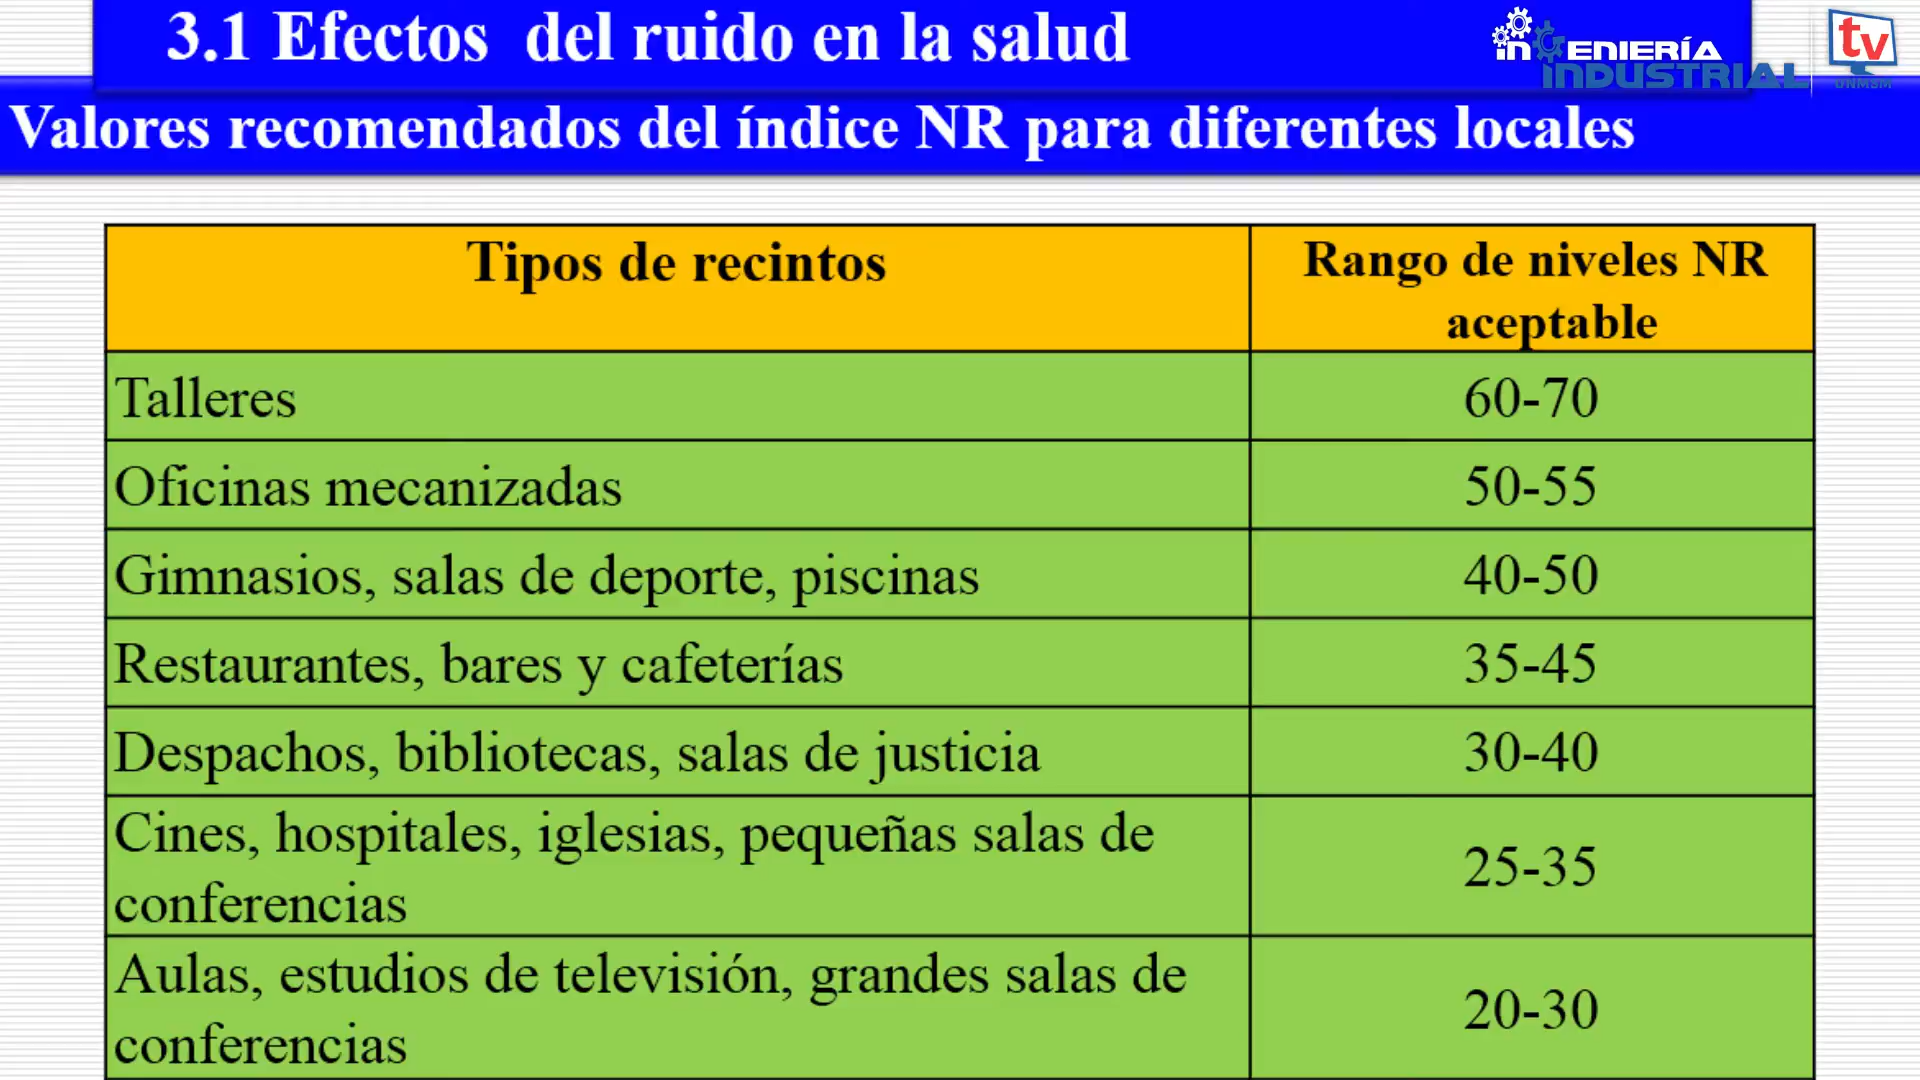 3.1 Efectos del ruido en la salud
inGENIERÍA
inDUSTRIAL
tv
UNMSM
Valores recomendados del índice NR para diferentes locales
Tipos de recintos
Rango de niveles NR
aceptable
Talleres
60-70
Oficinas mecanizadas
50-55
Gimnasios, salas de deporte, piscinas
40-50
Restaurantes, bares y cafeterías
35-45
Despachos, bibliotecas, salas de justicia
30-40
Cines, hospitales, iglesias, pequeñas salas de
conferencias
25-35
Aulas, estudios de televisión, grandes salas de
conferencias
20-30